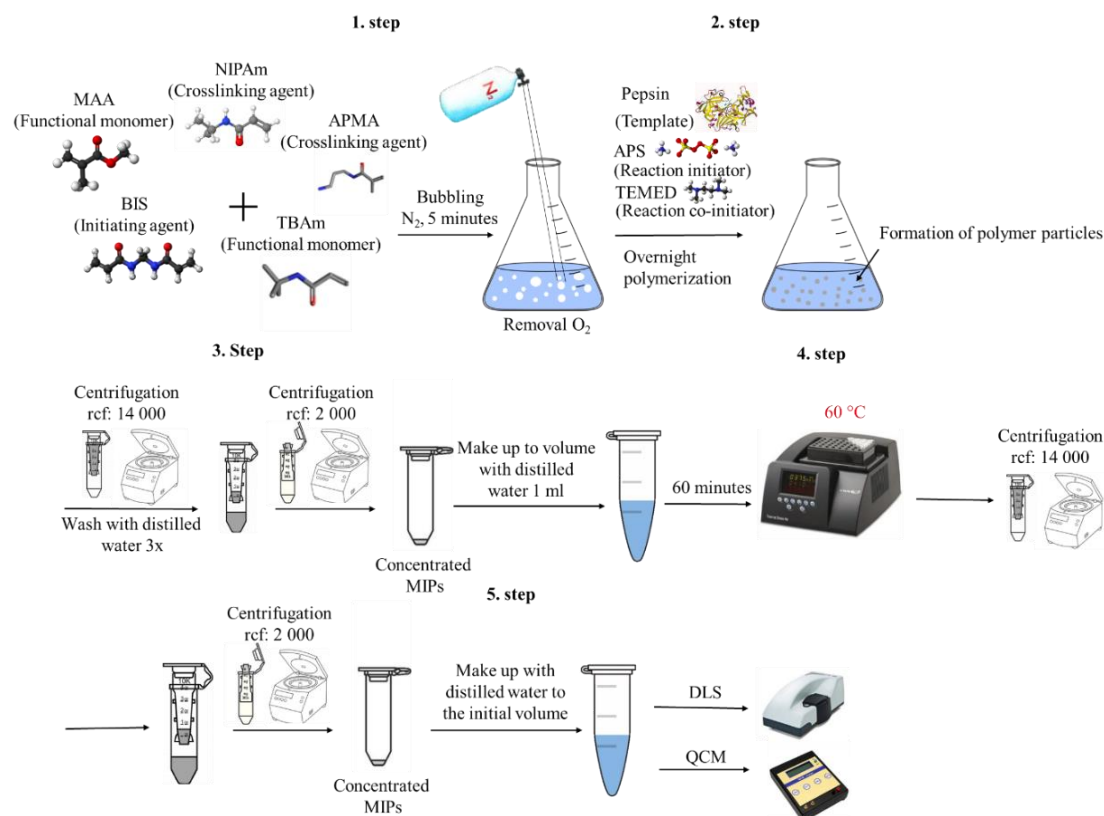 1. step
2. step
NIPAm
(Crosslinking agent)
MAA
(Functional monomer)
APMA
(Crosslinking agent)
BIS
(Initiating agent)
+
TBAm
(Functional monomer)
Bubbling
N₂, 5 minutes
N₂
Removal O₂
Pepsin
(Template)
APS
(Reaction initiator)
TEMED
(Reaction co-initiator)
Overnight
polymerization
Formation of polymer particles
3. Step
4. step
Centrifugation
rcf: 14 000
Wash with distilled
water 3x
Centrifugation
rcf: 2 000
Concentrated
MIPs
Make up to volume
with distilled
water 1 ml
60 minutes
60 °C
Centrifugation
rcf: 14 000
5. step
10K
Centrifugation
rcf: 2 000
Concentrated
MIPs
Make up with
distilled water to
the initial volume
DLS
QCM